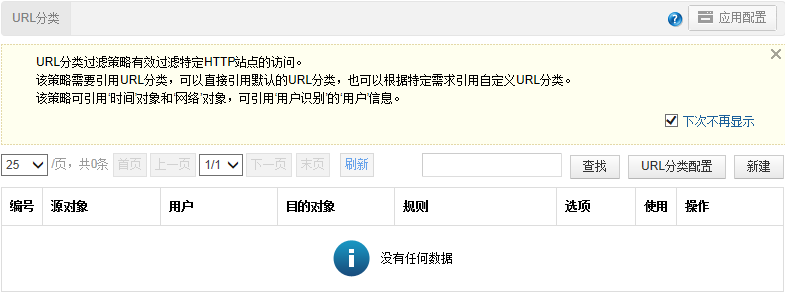 URL分类
应用配置
URL分类过滤策略有效过滤特定HTTP站点的访问。
该策略需要引用URL分类，可以直接引用默认的URL分类，也可以根据特定需求引用自定义URL分类。
该策略可引用'时间'对象和'网络'对象，可引用'用户识别'的'用户'信息。
下次不再显示
25 /页，共0条 首页 上一页 1/1 下一页 末页 刷新 查找 URL分类配置 新建
编号 源对象 用户 目的对象 规则 选项 使用 操作
没有任何数据